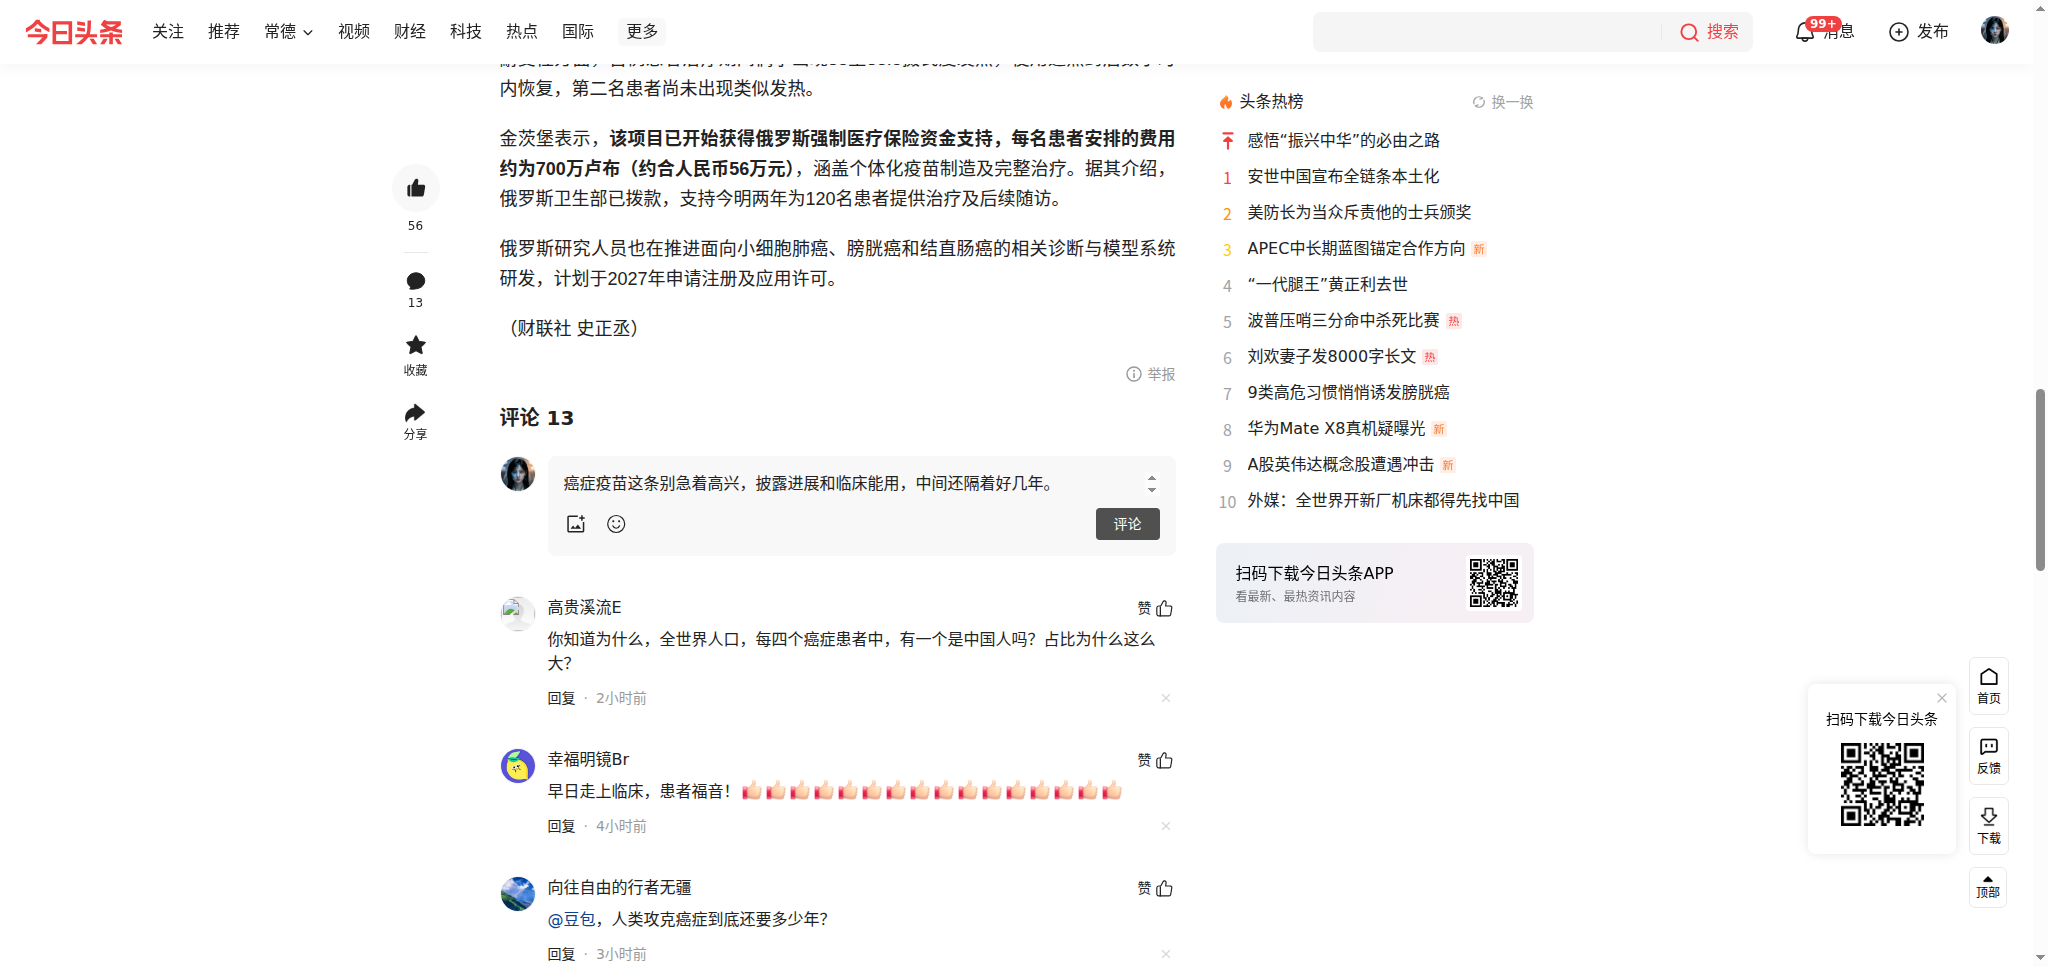 今日头条
关注 推荐 常德 视频 财经 科技 热点 国际 更多
搜索
99+
消息
发布
内恢复，第二名患者尚未出现类似发热。
金茨堡表示，该项目已开始获得俄罗斯强制医疗保险资金支持，每名患者安排的费用
约为700万卢布（约合人民币56万元），涵盖个体化疫苗制造及完整治疗。据其介绍，
俄罗斯卫生部已拨款，支持今明两年为120名患者提供治疗及后续随访。
俄罗斯研究人员也在推进面向小细胞肺癌、膀胱癌和结直肠癌的相关诊断与模型系统
研发，计划于2027年申请注册及应用许可。
（财联社 史正丞）
举报
56
13
收藏
分享
评论 13
癌症疫苗这条别急着高兴，披露进展和临床能用，中间还隔着好几年。
评论
高贵溪流E
赞
你知道为什么，全世界人口，每四个癌症患者中，有一个是中国人吗？占比为什么这么
大？
回复 · 2小时前
幸福明镜Br
赞
早日走上临床，患者福音！
回复 · 4小时前
向往自由的行者无疆
赞
@豆包，人类攻克癌症到底还要多少年？
回复 · 3小时前
头条热榜
换一换
感悟“振兴中华”的必由之路
1 安世中国宣布全链条本土化
2 美防长为当众斥责他的士兵颁奖
3 APEC中长期蓝图锚定合作方向 新
4 “一代腿王”黄正利去世
5 波普压哨三分命中杀死比赛 热
6 刘欢妻子发8000字长文 热
7 9类高危习惯悄悄诱发膀胱癌
8 华为Mate X8真机疑曝光 新
9 A股英伟达概念股遭遇冲击 新
10 外媒：全世界开新厂机床都得先找中国
扫码下载今日头条APP
看最新、最热资讯内容
扫码下载今日头条
首页
反馈
下载
顶部